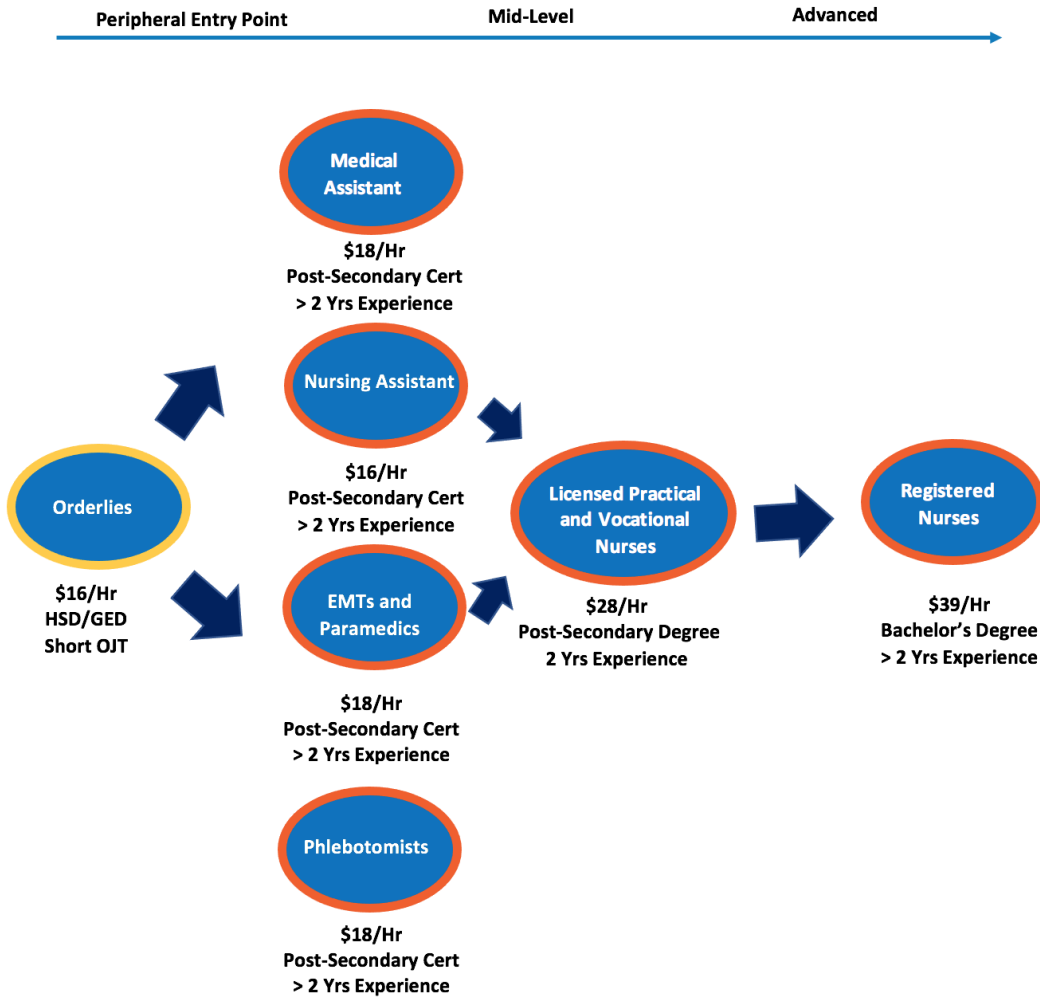 Peripheral Entry Point
Mid-Level
Advanced
Medical
Assistant
$18/Hr
Post-Secondary Cert
> 2 Yrs Experience
Nursing Assistant
$16/Hr
Post-Secondary Cert
> 2 Yrs Experience
Orderlies
$16/Hr
HSD/GED
Short OJT
EMTs and
Paramedics
$18/Hr
Post-Secondary Cert
> 2 Yrs Experience
Phlebotomists
$18/Hr
Post-Secondary Cert
> 2 Yrs Experience
Licensed Practical
and Vocational
Nurses
$28/Hr
Post-Secondary Degree
2 Yrs Experience
Registered
Nurses
$39/Hr
Bachelor’s Degree
> 2 Yrs Experience